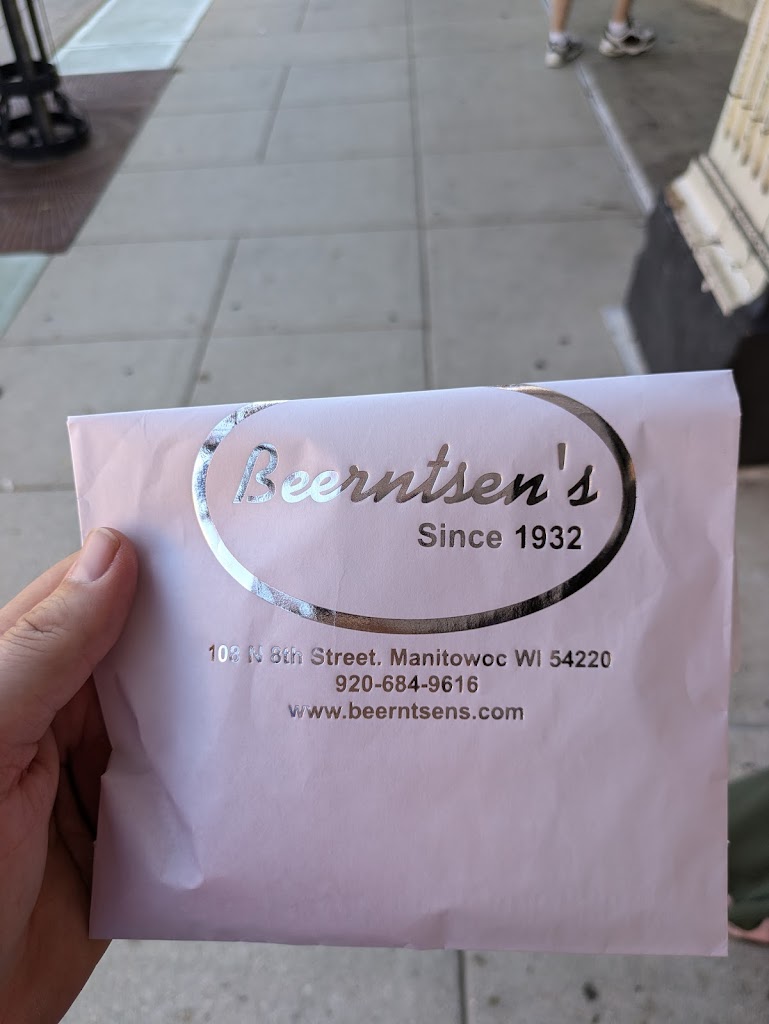 Beerntsen's
Since 1932
108 N 8th Street. Manitowoc WI 54220
920-684-9616
www.beerntsens.com